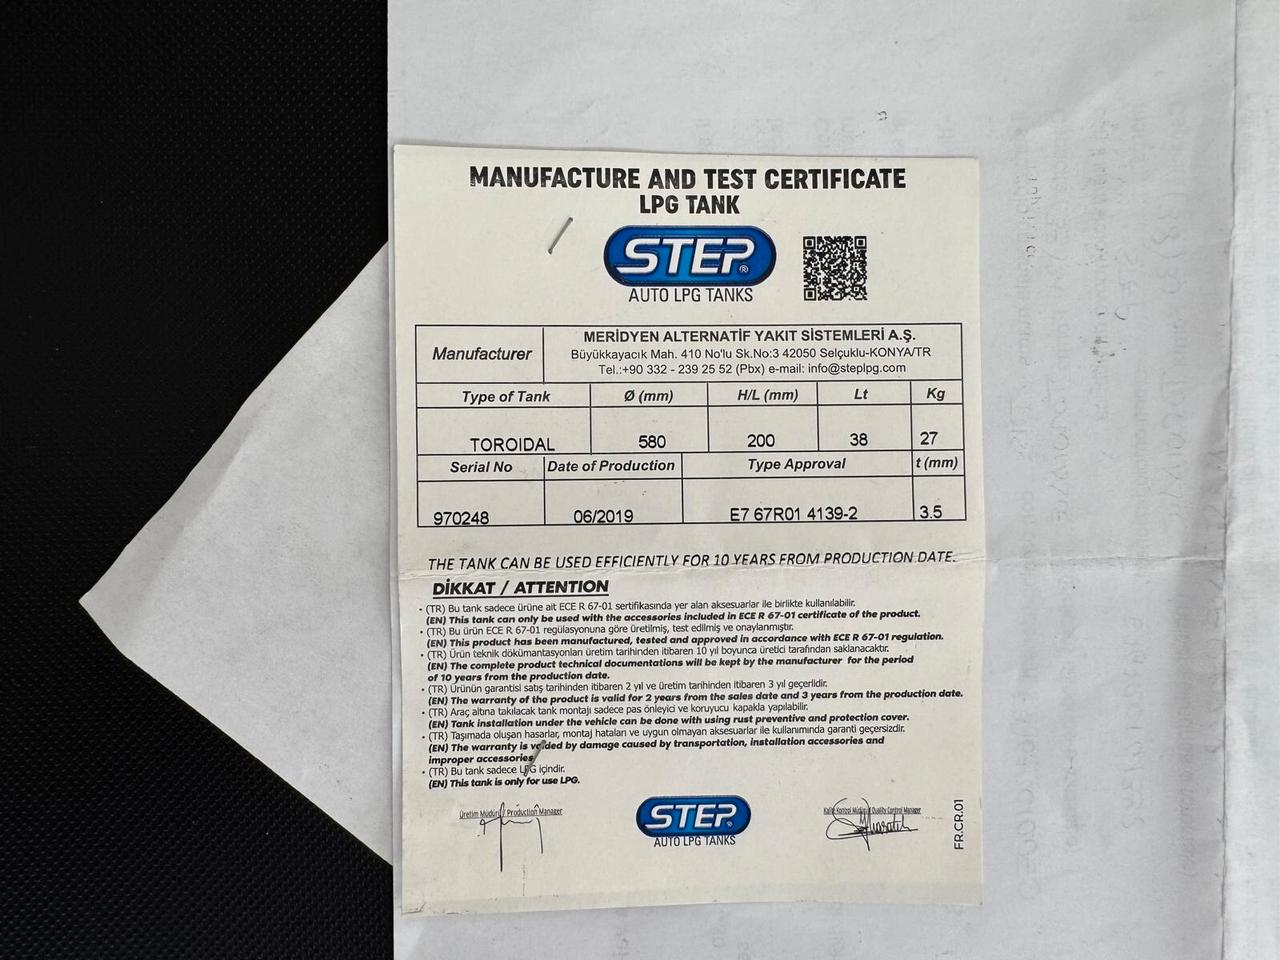 MANUFACTURE AND TEST CERTIFICATE
LPG TANK
STEP®
AUTO LPG TANKS
Manufacturer
MERİDYEN ALTERNATİF YAKIT SİSTEMLERİ A.Ş.
Büyükkayacık Mah. 410 No'lu Sk.No:3 42050 Selçuklu-KONYA/TR
Tel.:+90 332 - 239 25 52 (Pbx) e-mail: info@steplpg.com
Type of Tank Ø (mm) H/L (mm) Lt Kg
TOROIDAL 580 200 38 27
Serial No Date of Production Type Approval t (mm)
970248 06/2019 E7 67R01 4139-2 3.5
THE TANK CAN BE USED EFFICIENTLY FOR 10 YEARS FROM PRODUCTION DATE.
DİKKAT / ATTENTION
• (TR) Bu tank sadece ürüne ait ECE R 67-01 sertifikasında yer alan aksesuarlar ile birlikte kullanılabilir.
(EN) This tank can only be used with the accessories included in ECE R 67-01 certificate of the product.
• (TR) Bu ürün ECE R 67-01 regülasyonuna göre üretilmiş, test edilmiş ve onaylanmıştır.
(EN) This product has been manufactured, tested and approved in accordance with ECE R 67-01 regulation.
• (TR) Ürün teknik dökümantasyonları üretim tarihinden itibaren 10 yıl boyunca üretici tarafından saklanacaktır.
(EN) The complete product technical documentations will be kept by the manufacturer for the period
of 10 years from the production date.
• (TR) Ürünün garantisi satış tarihinden itibaren 2 yıl ve üretim tarihinden itibaren 3 yıl geçerlidir.
(EN) The warranty of the product is valid for 2 years from the sales date and 3 years from the production date.
• (TR) Araç altına takılacak tank montajı sadece pas önleyici ve koruyucu kapakla yapılabilir.
(EN) Tank installation under the vehicle can be done with using rust preventive and protection cover.
• (TR) Taşımada oluşan hasarlar, montaj hataları ve uygun olmayan aksesuarlar ile kullanımında garanti geçersizdir.
(EN) The warranty is voided by damage caused by transportation, installation accessories and
improper accessories
• (TR) Bu tank sadece LPG içindir.
(EN) This tank is only for use LPG.
Üretim Müdürü / Production Manager
STEP®
AUTO LPG TANKS
Kalite Kontrol Müdürü/ Quality Control Manager
FR.CR.01